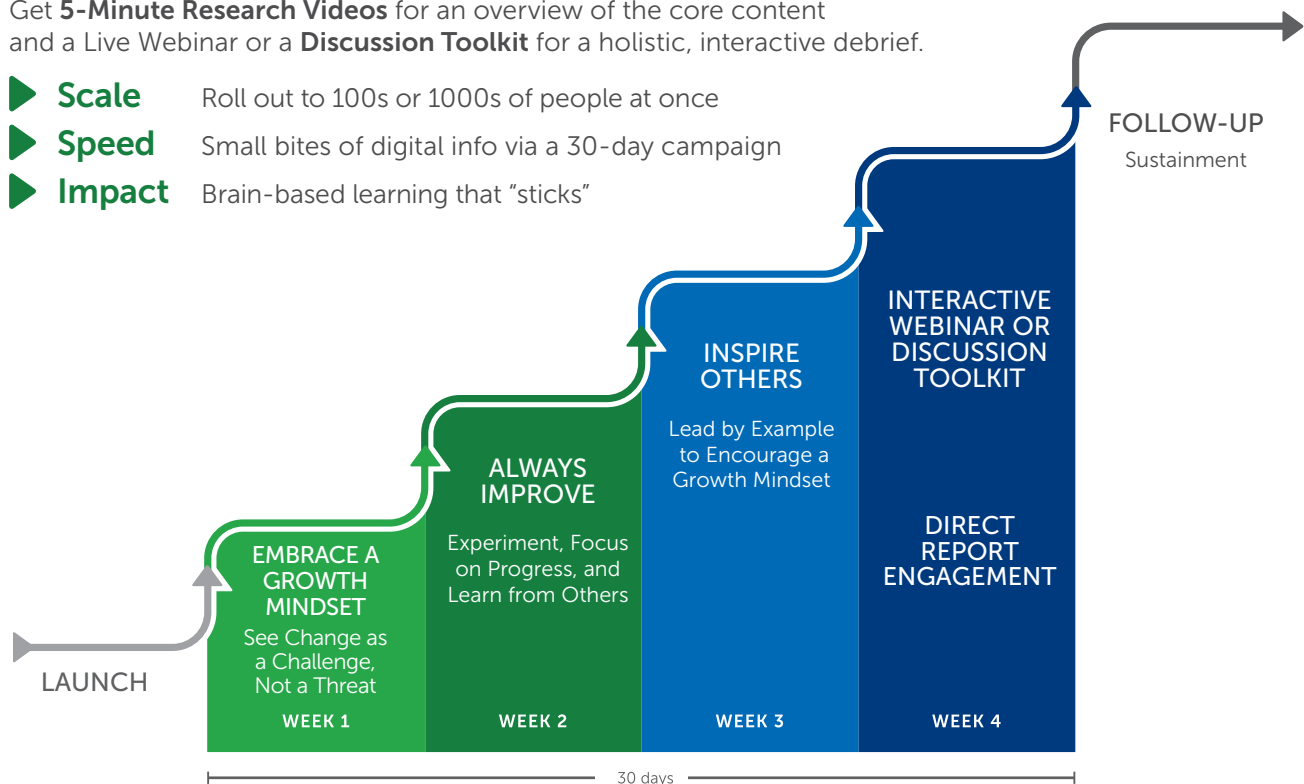 Get 5-Minute Research Videos for an overview of the core content
and a Live Webinar or a Discussion Toolkit for a holistic, interactive debrief.
Scale Roll out to 100s or 1000s of people at once
Speed Small bites of digital info via a 30-day campaign
Impact Brain-based learning that “sticks”
LAUNCH
EMBRACE A
GROWTH
MINDSET
See Change as
a Challenge,
Not a Threat
WEEK 1
ALWAYS
IMPROVE
Experiment, Focus
on Progress, and
Learn from Others
WEEK 2
INSPIRE
OTHERS
Lead by Example
to Encourage a
Growth Mindset
WEEK 3
INTERACTIVE
WEBINAR OR
DISCUSSION
TOOLKIT
DIRECT
REPORT
ENGAGEMENT
WEEK 4
FOLLOW-UP
Sustainment
30 days